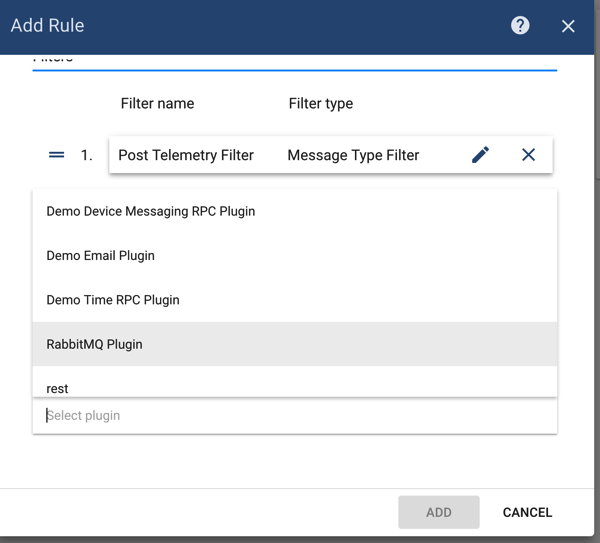 Add Rule
Filters
Filter name Filter type
1. Post Telemetry Filter Message Type Filter
Demo Device Messaging RPC Plugin
Demo Email Plugin
Demo Time RPC Plugin
RabbitMQ Plugin
rest
Select plugin
ADD CANCEL